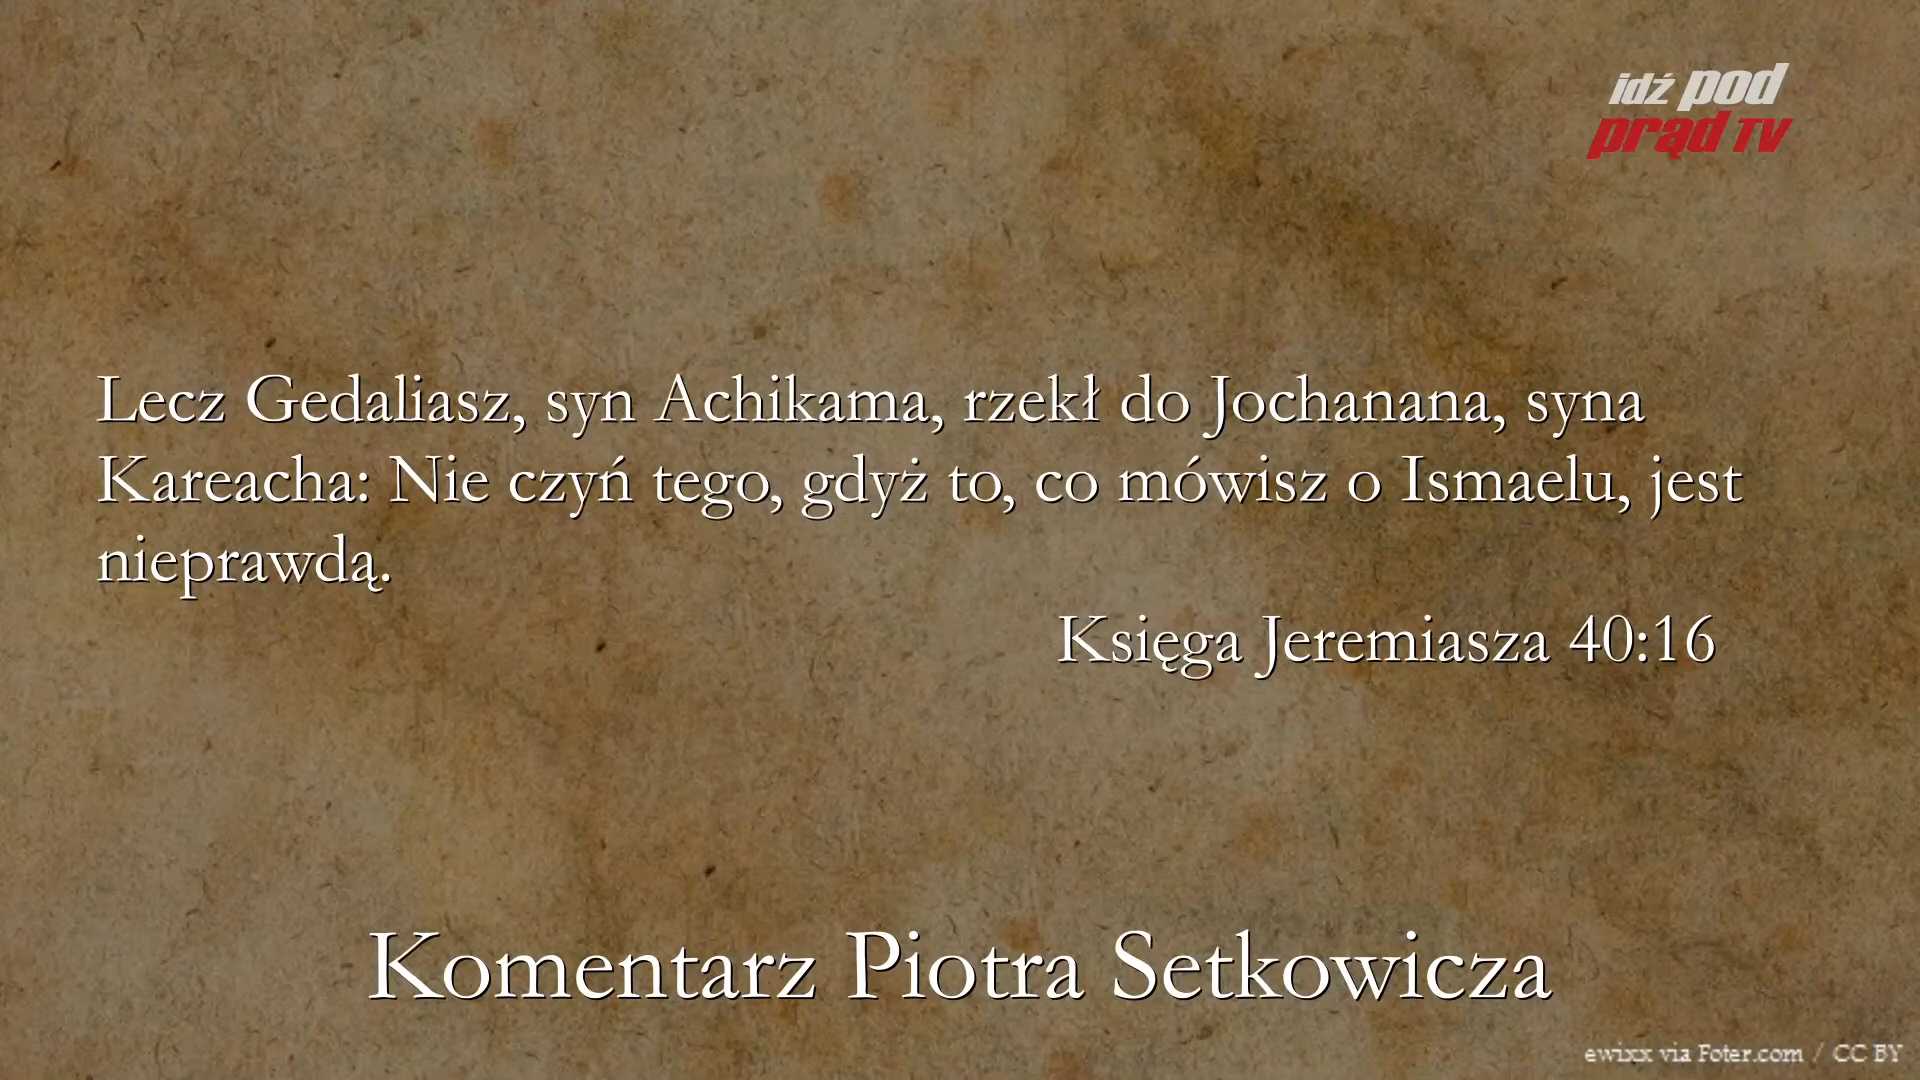 idź pod
prąd TV
Lecz Gedaliasz, syn Achikama, rzekł do Jochanana, syna
Kareacha: Nie czyń tego, gdyż to, co mówisz o Ismaelu, jest
nieprawdą.
Księga Jeremiasza 40:16
Komentarz Piotra Setkowicza
ewixx via Foter.com / CC BY